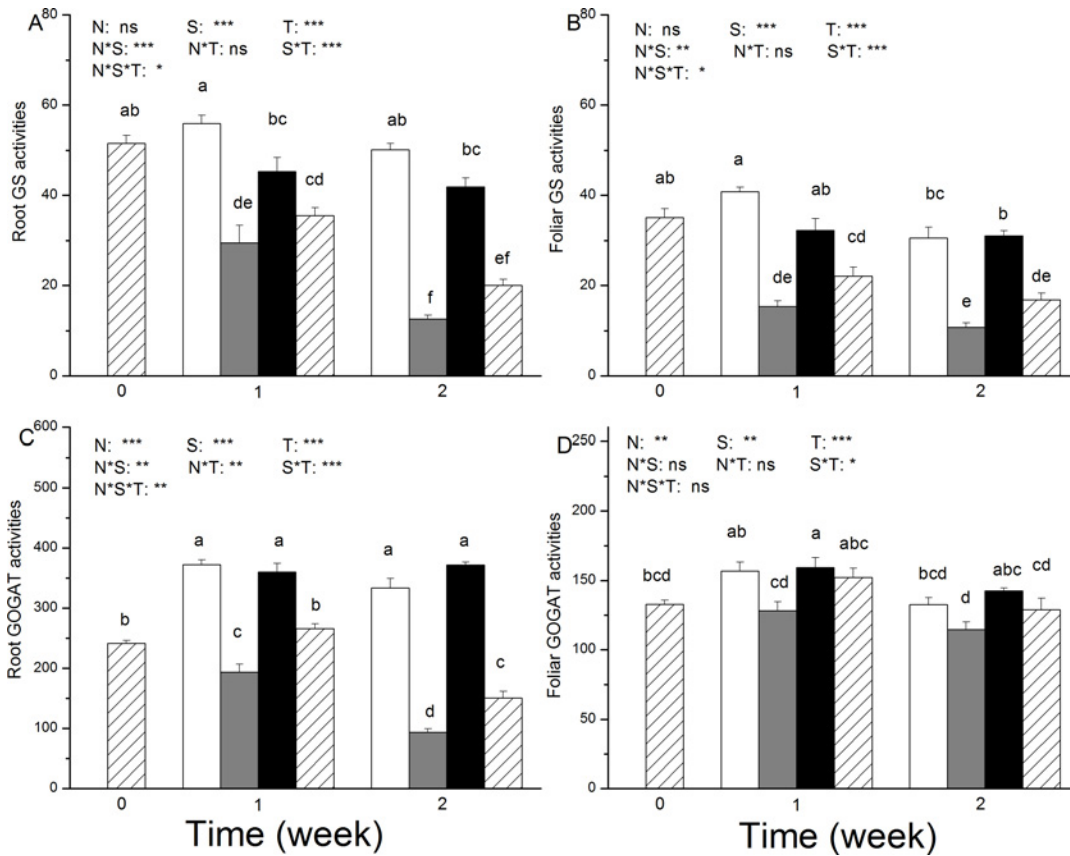 A
N: ns S: *** T: ***
N*S: *** N*T: ns S*T: ***
N*S*T: *
80
60
40
20
0
Root GS activities
ab a de bc cd ab f bc ef
0 1 2
B
N: ns S: *** T: ***
N*S: ** N*T: ns S*T: ***
N*S*T: *
80
60
40
20
0
Foliar GS activities
ab a de ab cd bc e b de
0 1 2
C
N: *** S: *** T: ***
N*S: ** N*T: ** S*T: ***
N*S*T: **
600
500
400
300
200
100
0
Root GOGAT activities
b a c a b a d a c
0 1 2
Time (week)
D
N: ** S: ** T: ***
N*S: ns N*T: ns S*T: *
N*S*T: ns
250
200
150
100
50
0
Foliar GOGAT activities
bcd ab cd a abc bcd d abc cd
0 1 2
Time (week)